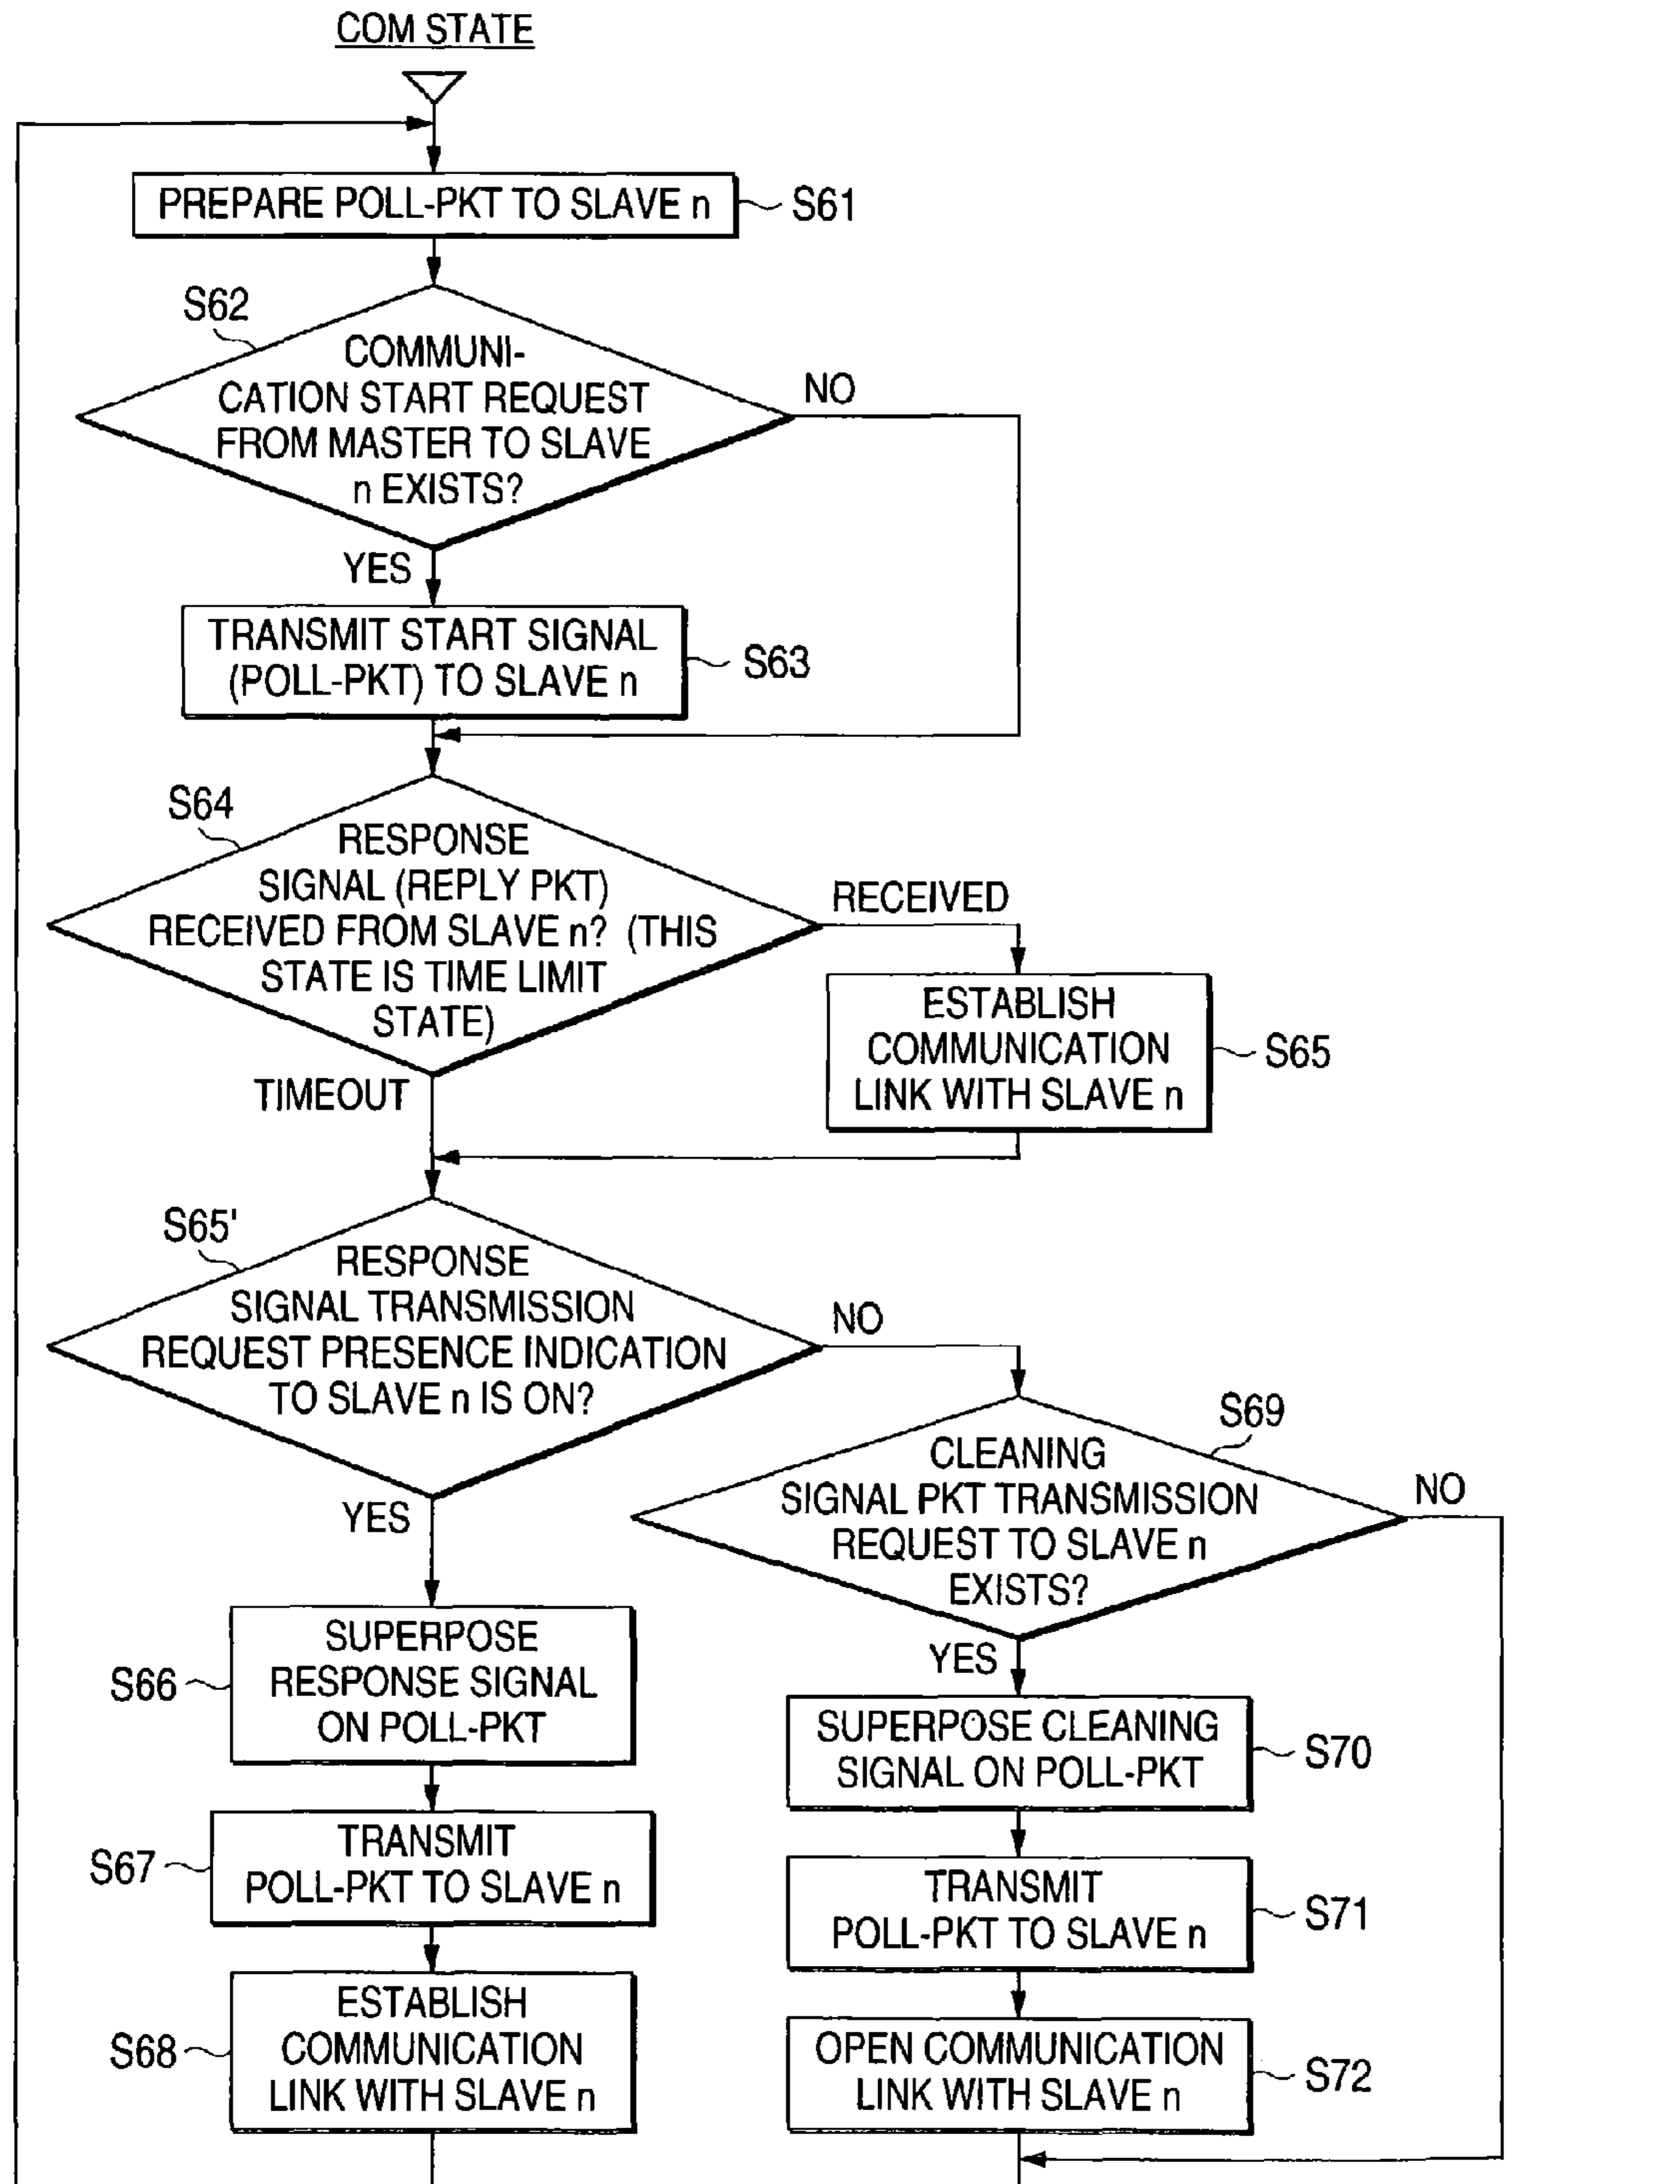 COM STATE
PREPARE POLL-PKT TO SLAVE n
S61
S62
COMMUNI-
CATION START REQUEST
FROM MASTER TO SLAVE
n EXISTS?
NO
YES
TRANSMIT START SIGNAL
(POLL-PKT) TO SLAVE n
S63
S64
RESPONSE
SIGNAL (REPLY PKT)
RECEIVED FROM SLAVE n? (THIS
STATE IS TIME LIMIT
STATE)
RECEIVED
TIMEOUT
ESTABLISH
COMMUNICATION
LINK WITH SLAVE n
S65
S65'
RESPONSE
SIGNAL TRANSMISSION
REQUEST PRESENCE INDICATION
TO SLAVE n IS ON?
NO
YES
S69
CLEANING
SIGNAL PKT TRANSMISSION
REQUEST TO SLAVE n
EXISTS?
NO
YES
S66
SUPERPOSE
RESPONSE SIGNAL
ON POLL-PKT
SUPERPOSE CLEANING
SIGNAL ON POLL-PKT
S70
S67
TRANSMIT
POLL-PKT TO SLAVE n
TRANSMIT
POLL-PKT TO SLAVE n
S71
S68
ESTABLISH
COMMUNICATION
LINK WITH SLAVE n
OPEN COMMUNICATION
LINK WITH SLAVE n
S72